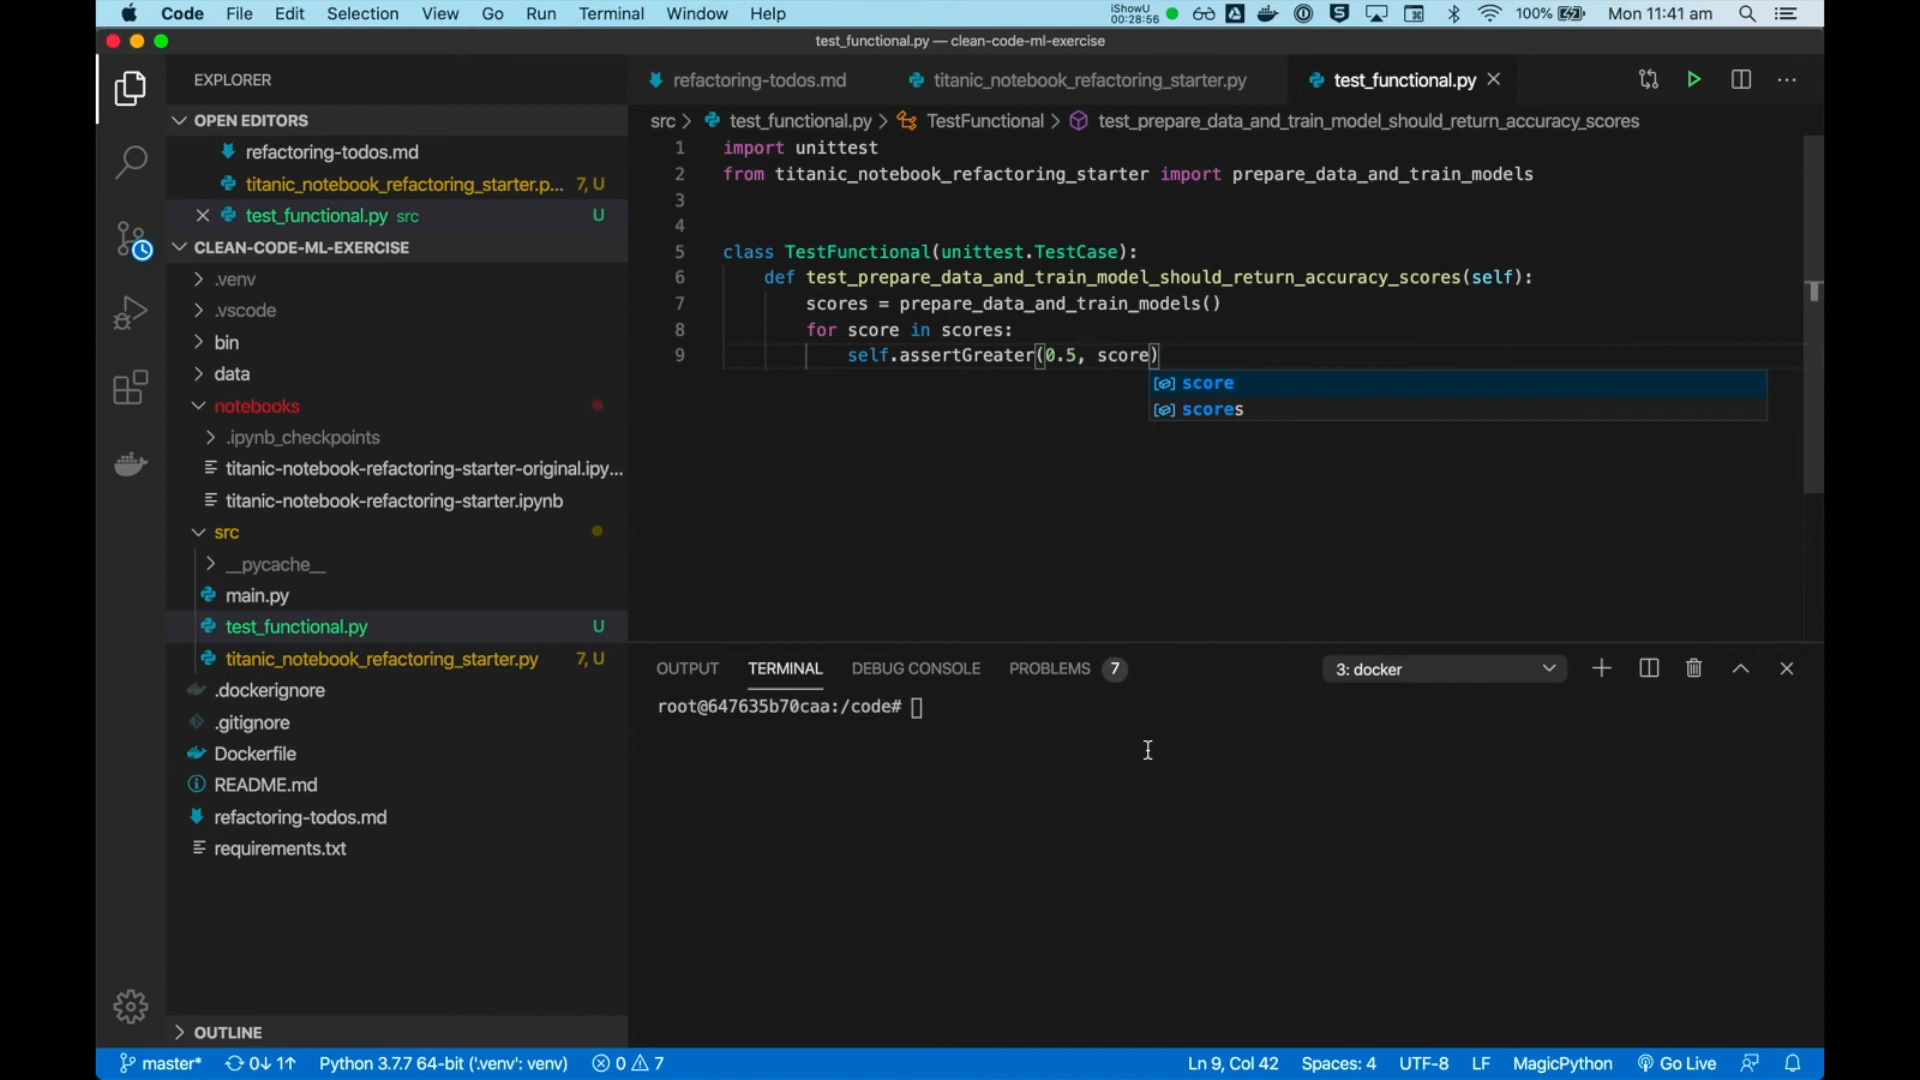 Code File Edit Selection View Go Run Terminal Window Help
iShowU
00:28:56
100% Mon 11:41 am
test_functional.py — clean-code-ml-exercise
EXPLORER
OPEN EDITORS
refactoring-todos.md
titanic_notebook_refactoring_starter.p... 7, U
test_functional.py src U
CLEAN-CODE-ML-EXERCISE
.venv
.vscode
bin
data
notebooks
.ipynb_checkpoints
titanic-notebook-refactoring-starter-original.ipy...
titanic-notebook-refactoring-starter.ipynb
src
__pycache__
main.py
test_functional.py U
titanic_notebook_refactoring_starter.py 7, U
.dockerignore
.gitignore
Dockerfile
README.md
refactoring-todos.md
requirements.txt
OUTLINE
refactoring-todos.md titanic_notebook_refactoring_starter.py test_functional.py
src > test_functional.py > TestFunctional > test_prepare_data_and_train_model_should_return_accuracy_scores
1 import unittest
2 from titanic_notebook_refactoring_starter import prepare_data_and_train_models
3
4
5 class TestFunctional(unittest.TestCase):
6 def test_prepare_data_and_train_model_should_return_accuracy_scores(self):
7 scores = prepare_data_and_train_models()
8 for score in scores:
9 self.assertGreater(0.5, score)
score
scores
OUTPUT TERMINAL DEBUG CONSOLE PROBLEMS 7 3: docker
root@647635b70caa:/code#
master* 0↓ 1↑ Python 3.7.7 64-bit ('.venv': venv) 0 7 Ln 9, Col 42 Spaces: 4 UTF-8 LF MagicPython Go Live